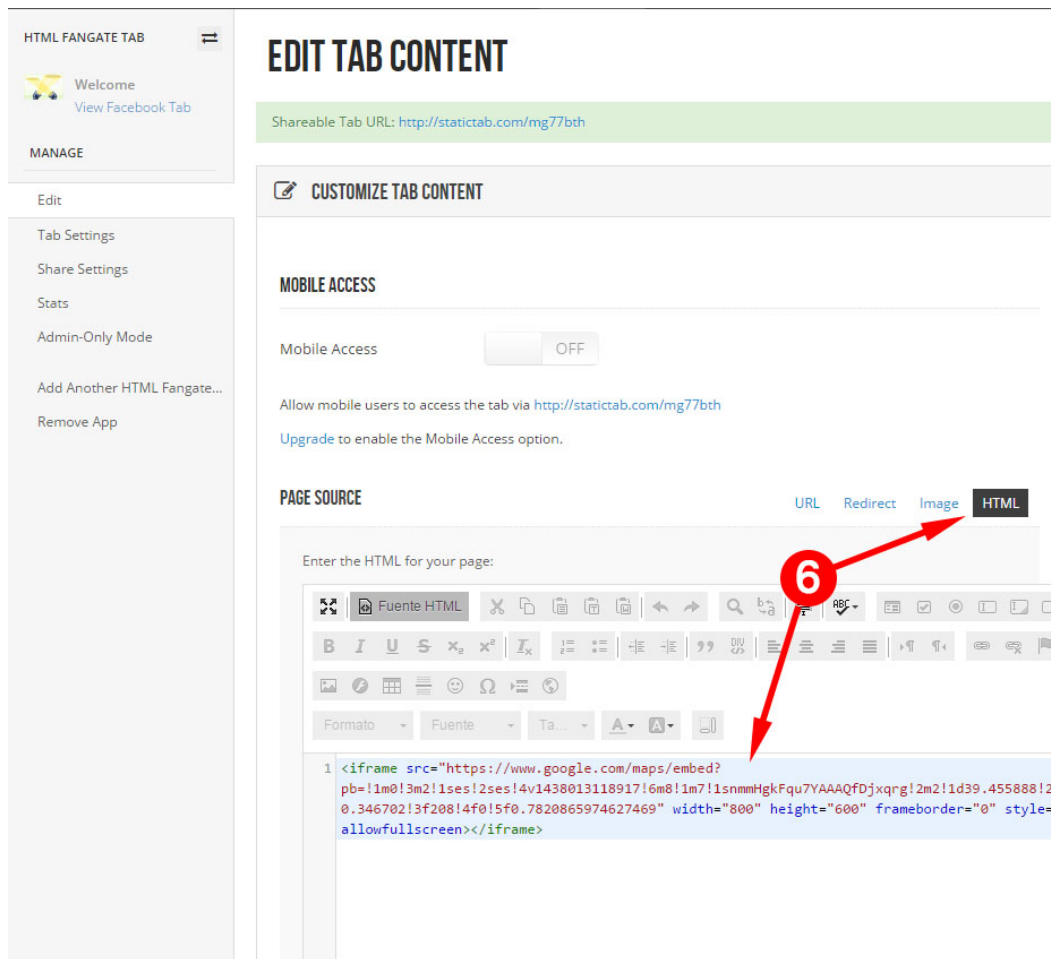 HTML FANGATE TAB
Welcome
View Facebook Tab
MANAGE
Edit
Tab Settings
Share Settings
Stats
Admin-Only Mode
Add Another HTML Fangate...
Remove App
EDIT TAB CONTENT
Shareable Tab URL: http://statictab.com/mg77bth
CUSTOMIZE TAB CONTENT
MOBILE ACCESS
Mobile Access OFF
Allow mobile users to access the tab via http://statictab.com/mg77bth
Upgrade to enable the Mobile Access option.
PAGE SOURCE
URL Redirect Image HTML
6
Enter the HTML for your page:
Fuente HTML
ABC
B I U S x₂ x² Tx
DIV
Formato Fuente Ta... A A
1 <iframe src="https://www.google.com/maps/embed?
pb=!1m0!3m2!1ses!2ses!4v1438013118917!6m8!1m7!1snmmHgkFqu7YAAAQfDjxqrg!2m2!1d39.455888!2
0.346702!3f208!4f0!5f0.7820865974627469" width="800" height="600" frameborder="0" style=
allowfullscreen></iframe>